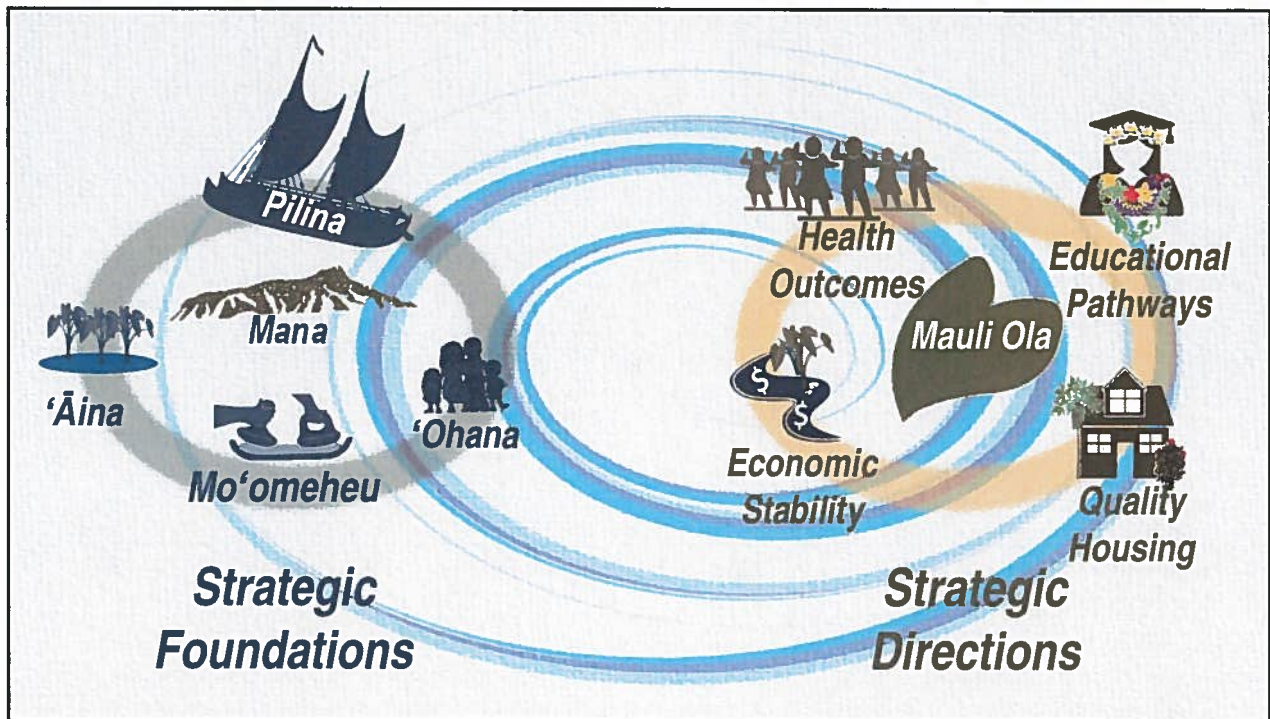 Pilina
Mana
ʻĀina
Moʻomeheu
ʻOhana
Strategic
Foundations
Health
Outcomes
Educational
Pathways
Mauli Ola
Economic
Stability
$
$
$
Quality
Housing
Strategic
Directions